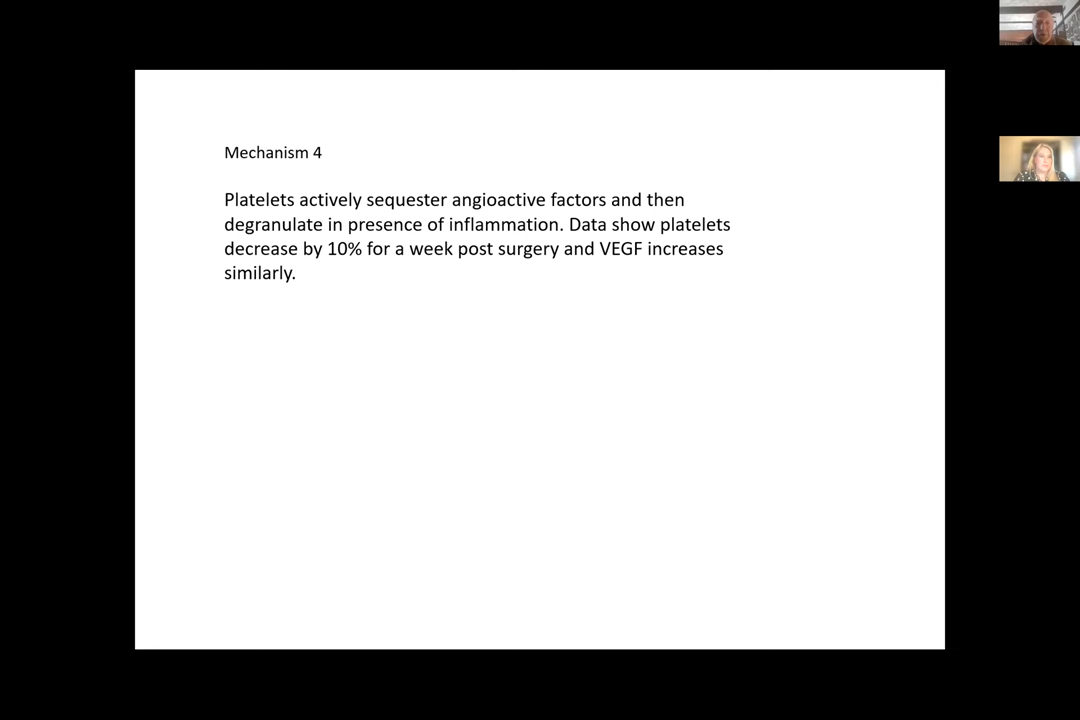 Mechanism 4
Platelets actively sequester angioactive factors and then
degranulate in presence of inflammation. Data show platelets
decrease by 10% for a week post surgery and VEGF increases
similarly.